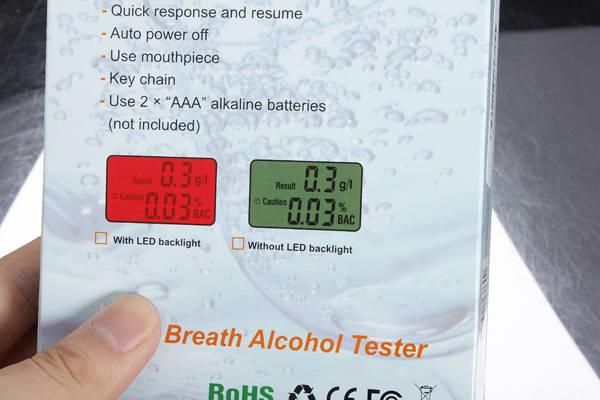 - Quick response and resume
- Auto power off
- Use mouthpiece
- Key chain
- Use 2 × “AAA” alkaline batteries
(not included)
Result 0.3 g/l
Caution 0.03 % BAC
With LED backlight
Result 0.3 g/l
Caution 0.03 % BAC
Without LED backlight
Breath Alcohol Tester
RoHS CE FC